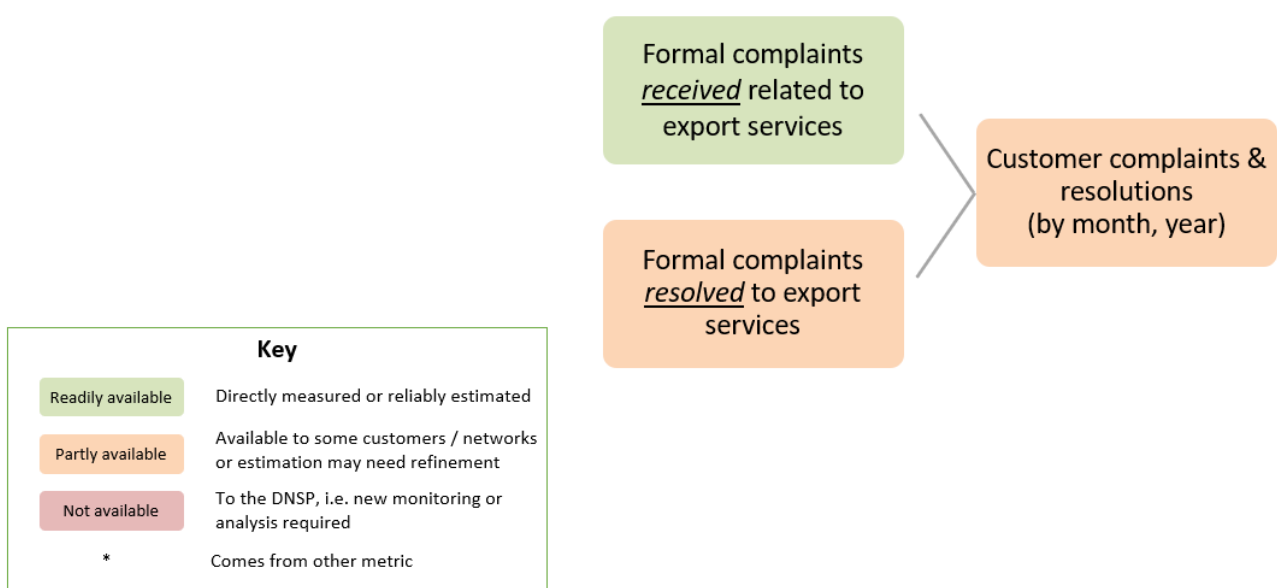 Formal complaints
received related to
export services
Customer complaints &
resolutions
(by month, year)
Formal complaints
resolved to export
services
Key
Readily available
Directly measured or reliably estimated
Partly available
Available to some customers / networks
or estimation may need refinement
Not available
To the DNSP, i.e. new monitoring or
analysis required
*
Comes from other metric